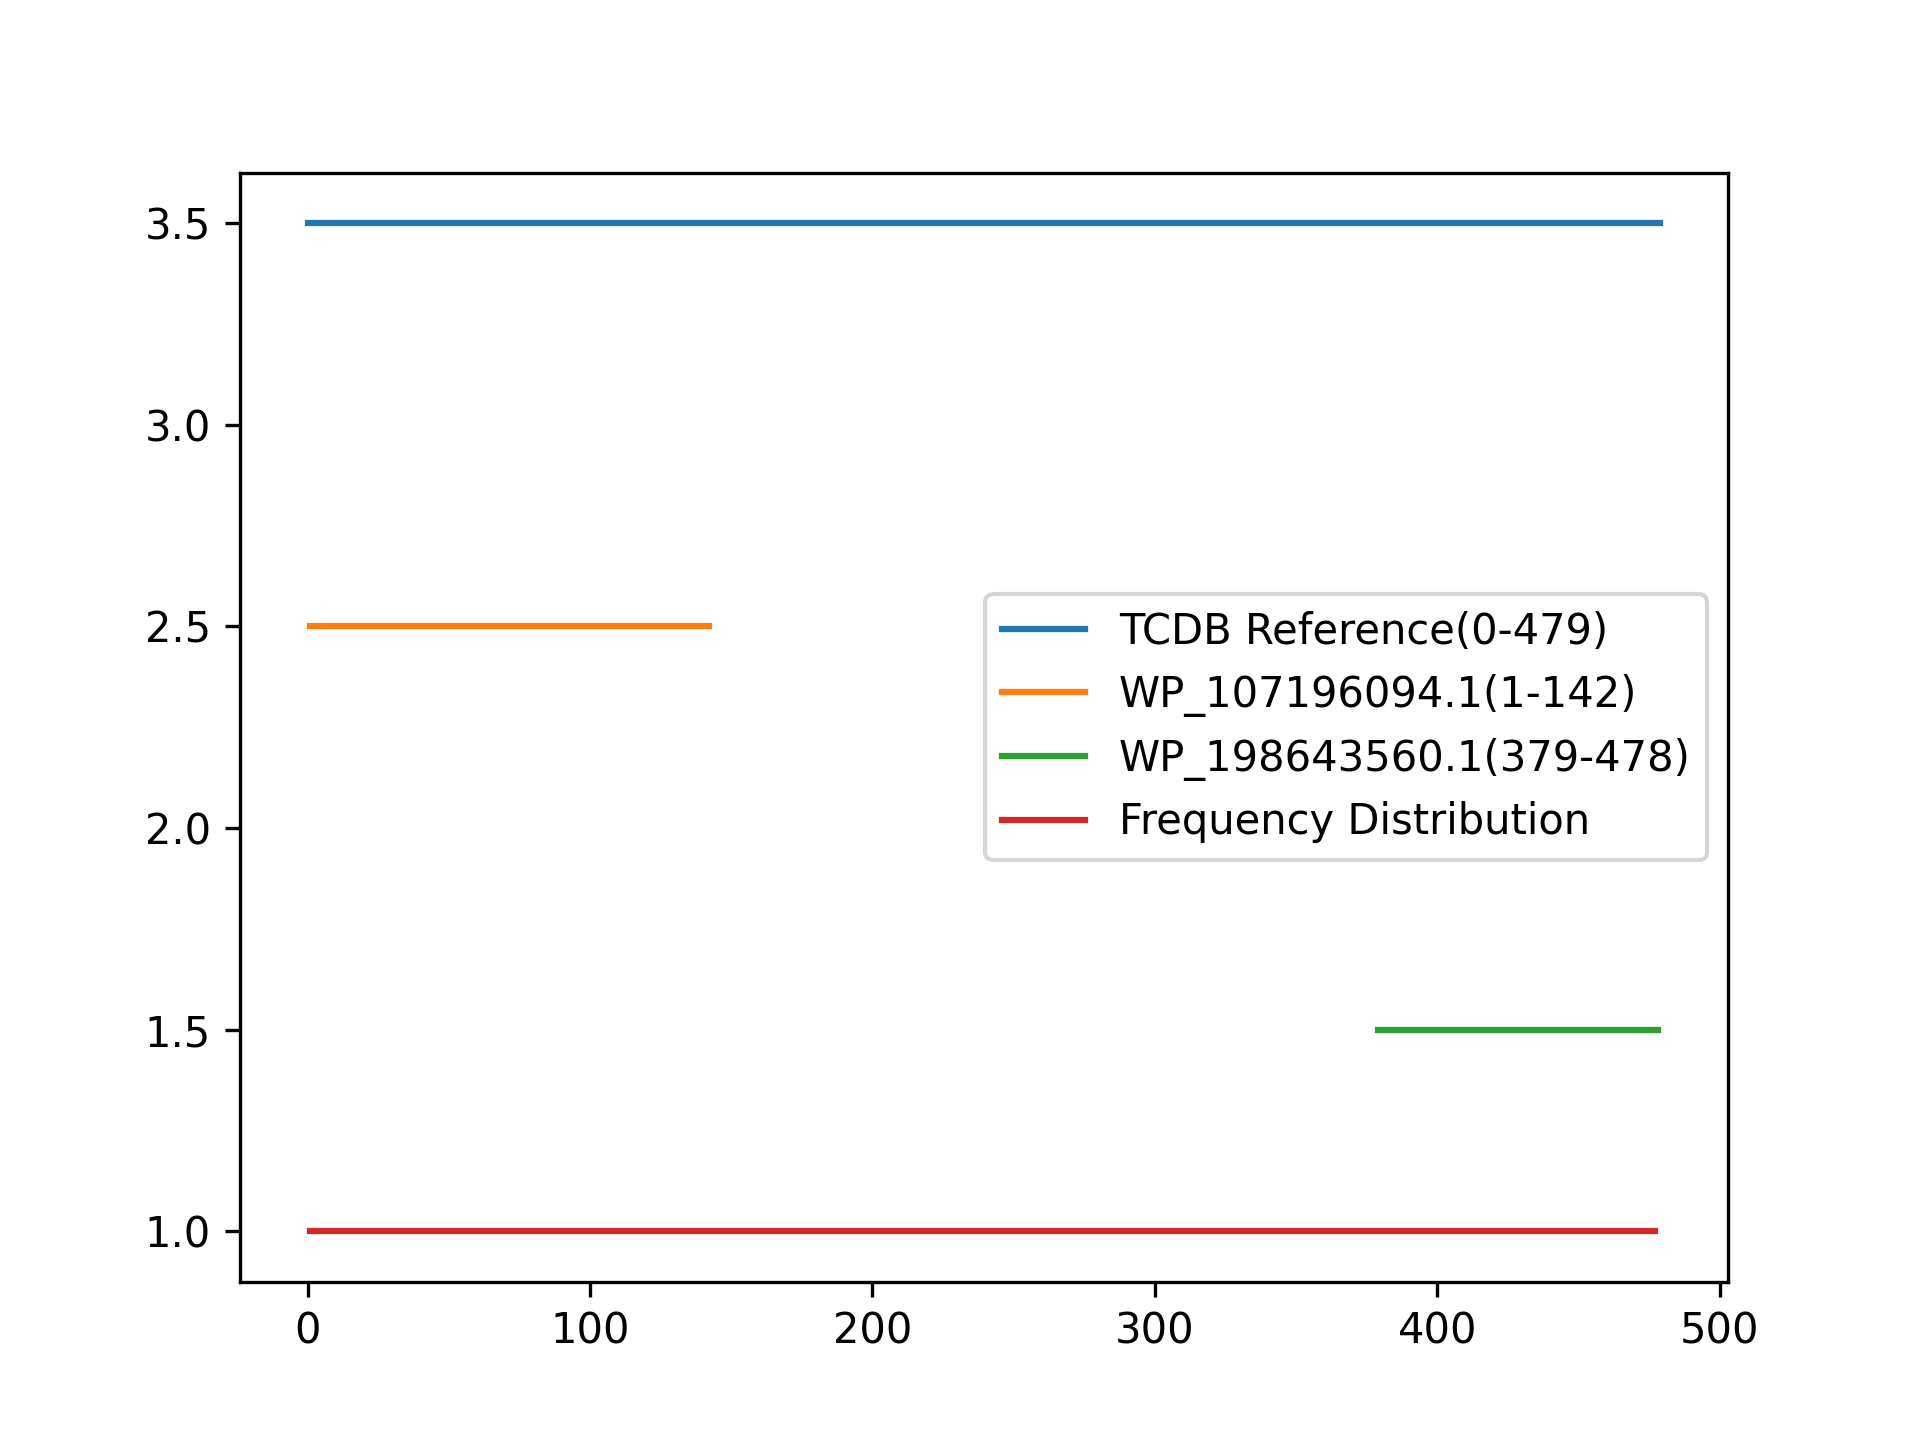 3.5
3.0
2.5
2.0
1.5
1.0
TCDB Reference(0-479)
WP_107196094.1(1-142)
WP_198643560.1(379-478)
Frequency Distribution
0 100 200 300 400 500